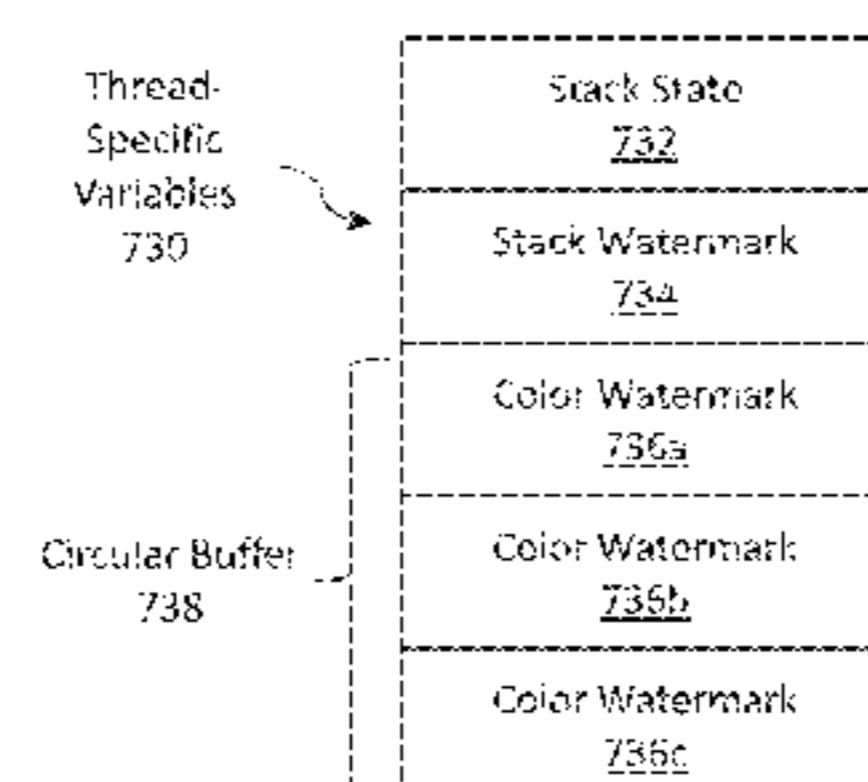 Thread-
Specific
Variables
730
Stack State
732
Stack Watermark
734
Color Watermark
736a
Circular Buffer
738
Color Watermark
736b
Color Watermark
736c